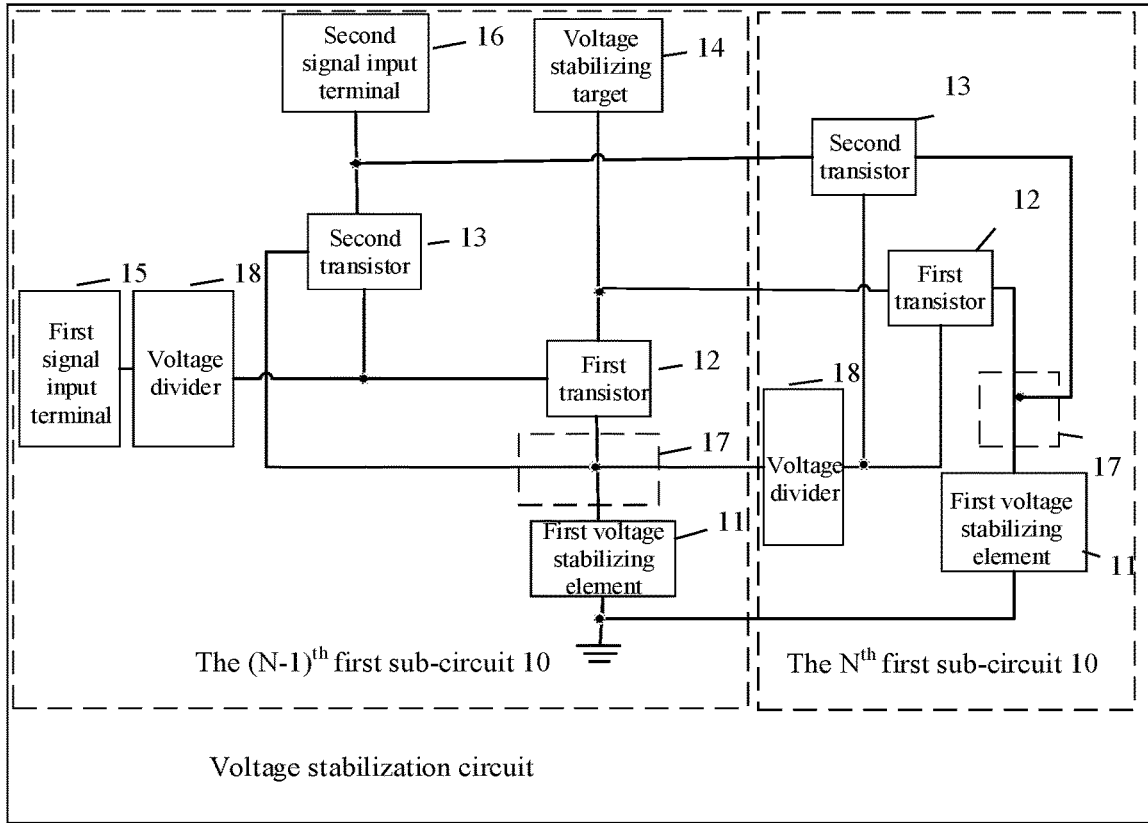 16
Second
signal input
terminal
Voltage
stabilizing
target
14
13
Second
transistor
12
First
transistor
Second
transistor
13
15
18
First
signal
input
terminal
Voltage
divider
First
transistor
12
18
Voltage
divider
17
17
First voltage
stabilizing
element
11
First voltage
stabilizing
element
11
The (N-1)th first sub-circuit 10
The Nth first sub-circuit 10
Voltage stabilization circuit